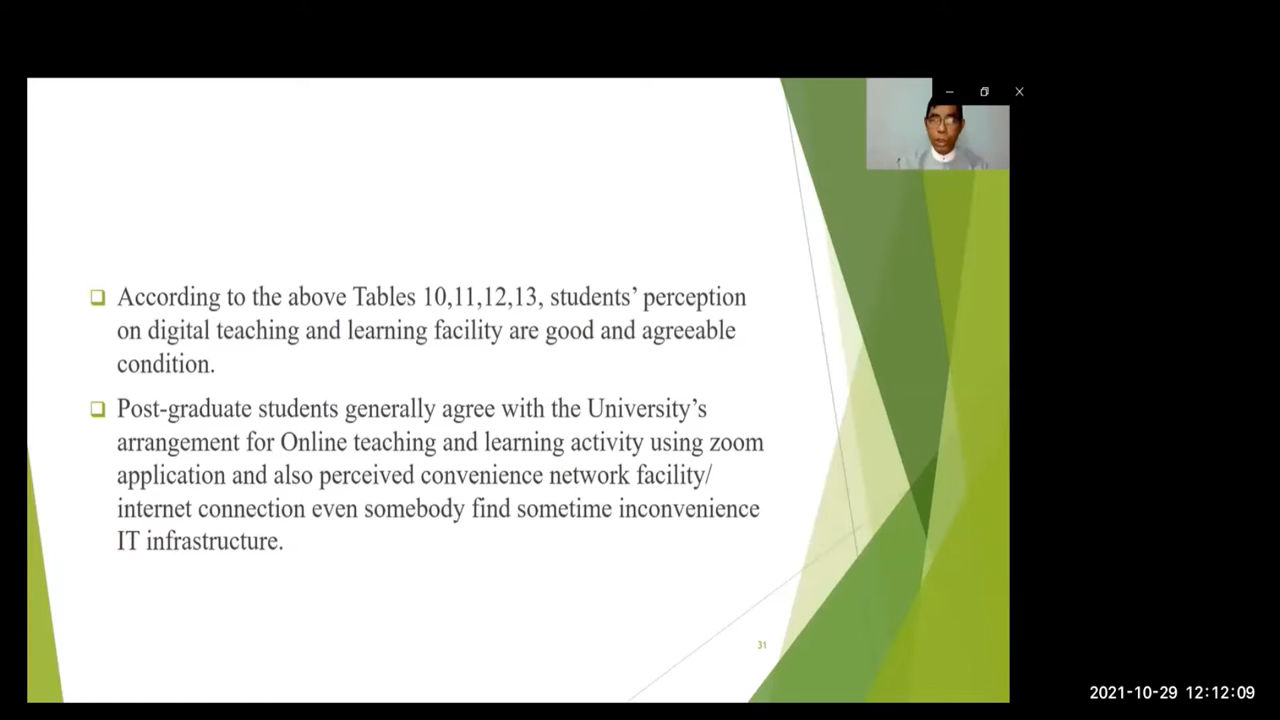 According to the above Tables 10,11,12,13, students’ perception
on digital teaching and learning facility are good and agreeable
condition.
Post-graduate students generally agree with the University’s
arrangement for Online teaching and learning activity using zoom
application and also perceived convenience network facility/
internet connection even somebody find sometime inconvenience
IT infrastructure.
31
2021-10-29 12:12:09